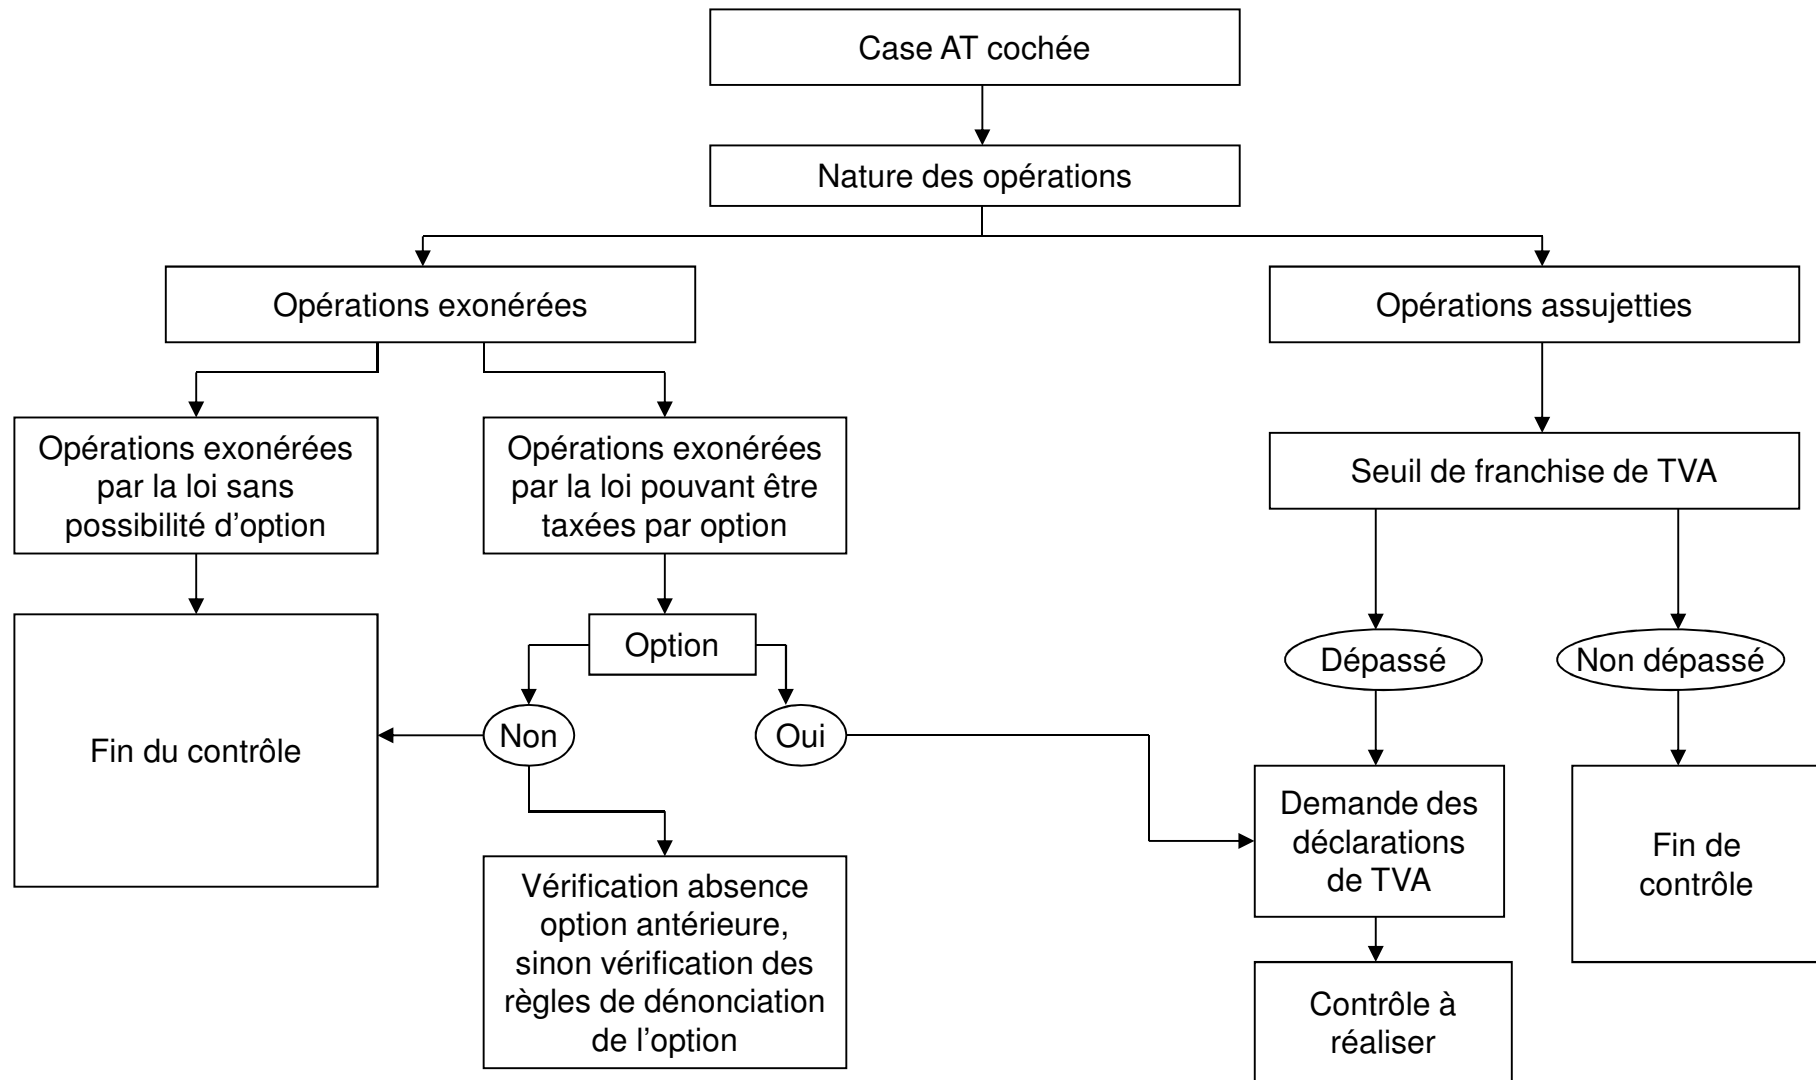 Case AT cochée
Nature des opérations
Opérations exonérées
Opérations assujetties
Opérations exonérées
par la loi sans
possibilité d’option
Opérations exonérées
par la loi pouvant être
taxées par option
Seuil de franchise de TVA
Option
Dépassé
Non dépassé
Non
Oui
Fin du contrôle
Demande des
déclarations
de TVA
Fin de
contrôle
Vérification absence
option antérieure,
sinon vérification des
règles de dénonciation
de l’option
Contrôle à
réaliser